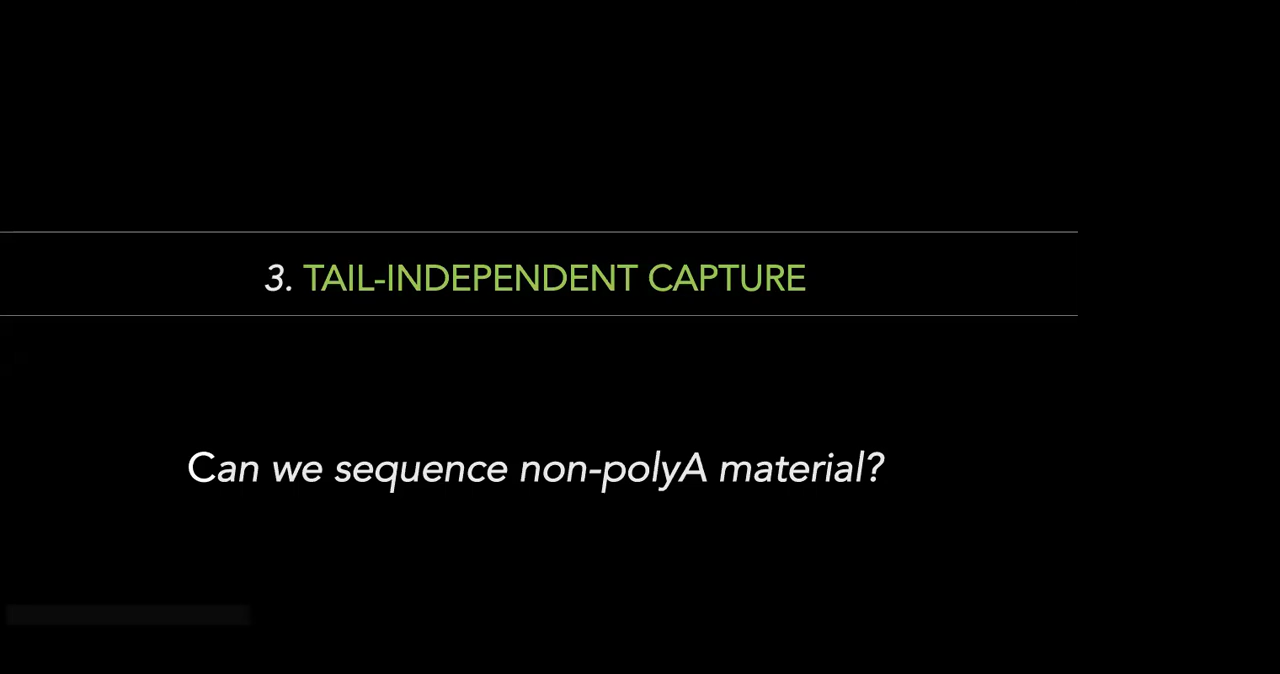 3. TAIL-INDEPENDENT CAPTURE
Can we sequence non-polyA material?